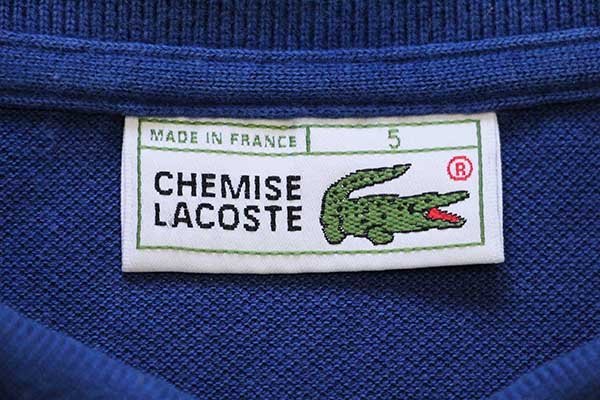 MADE IN FRANCE 5
CHEMISE
LACOSTE ®